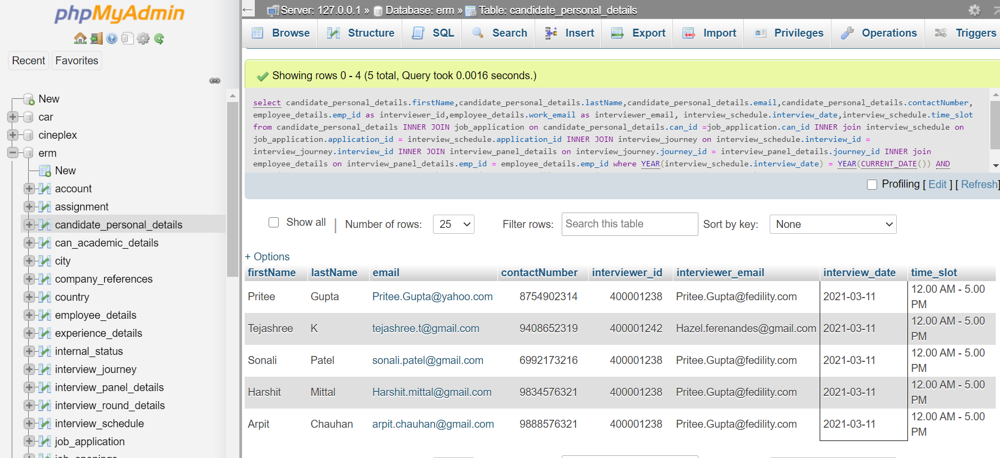 phpMyAdmin
Recent
Favorites
New
car
cineplex
erm
New
account
assignment
candidate_personal_details
can_academic_details
city
company_references
country
employee_details
experience_details
internal_status
interview_journey
interview_panel_details
interview_round_details
interview_schedule
job_application
job_openings
Server: 127.0.0.1 » Database: erm » Table: candidate_personal_details
Browse Structure SQL Search Insert Export Import Privileges Operations Triggers
Showing rows 0 - 4 (5 total, Query took 0.0016 seconds.)
select candidate_personal_details.firstName,candidate_personal_details.lastName,candidate_personal_details.email,candidate_personal_details.contactNumber,
employee_details.emp_id as interviewer_id,employee_details.work_email as interviewer_email, interview_schedule.interview_date,interview_schedule.time_slot
from candidate_personal_details INNER JOIN job_application on candidate_personal_details.can_id =job_application.can_id INNER join interview_schedule on
job_application.application_id = interview_schedule.application_id INNER JOIN interview_journey on interview_schedule.interview_id =
interview_journey.interview_id INNER JOIN interview_panel_details on interview_journey.journey_id = interview_panel_details.journey_id INNER join
employee_details on interview_panel_details.emp_id = employee_details.emp_id where YEAR(interview_schedule.interview_date) = YEAR(CURRENT_DATE()) AND
Profiling [ Edit ] [ Refresh]
Show all | Number of rows: 25 Filter rows: Search this table Sort by key: None
+ Options
firstName lastName email contactNumber interviewer_id interviewer_email interview_date time_slot
Pritee Gupta Pritee.Gupta@yahoo.com 8754902314 400001238 Pritee.Gupta@fedility.com 2021-03-11 12.00 AM - 5.00
PM
Tejashree K tejashree.t@gmail.com 9408652319 400001242 Hazel.ferenandes@gmail.com 2021-03-11 12.00 AM - 5.00
PM
Sonali Patel sonali.patel@gmail.com 6992173216 400001238 Pritee.Gupta@fedility.com 2021-03-11 12.00 AM - 5.00
PM
Harshit Mittal Harshit.mittal@gmail.com 9834576321 400001238 Pritee.Gupta@fedility.com 2021-03-11 12.00 AM - 5.00
PM
Arpit Chauhan arpit.chauhan@gmail.com 9888576321 400001238 Pritee.Gupta@fedility.com 2021-03-11 12.00 AM - 5.00
PM